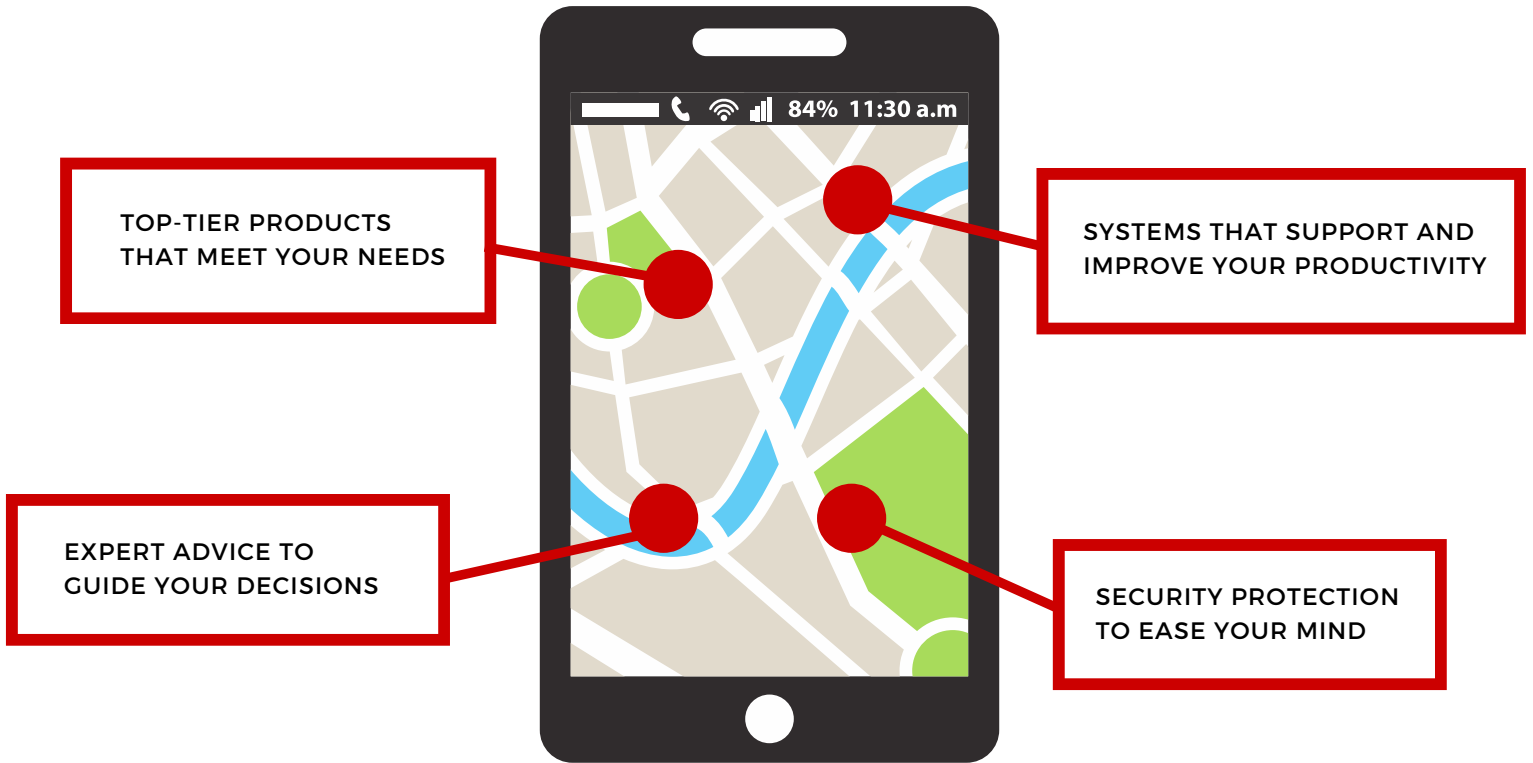 84% 11:30 a.m
TOP-TIER PRODUCTS
THAT MEET YOUR NEEDS
SYSTEMS THAT SUPPORT AND
IMPROVE YOUR PRODUCTIVITY
EXPERT ADVICE TO
GUIDE YOUR DECISIONS
SECURITY PROTECTION
TO EASE YOUR MIND